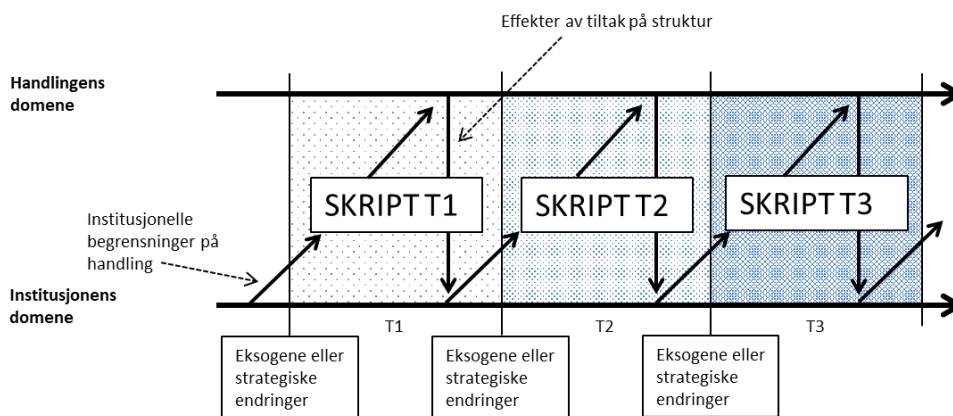 Effekter av tiltak på struktur
Handlingens
domene
SKRIPT T1
SKRIPT T2
SKRIPT T3
Institusjonelle
begrensninger på
handling
Institusjonens
domene
T1
T2
T3
Eksogene eller
strategiske
endringer
Eksogene eller
strategiske
endringer
Eksogene eller
strategiske
endringer